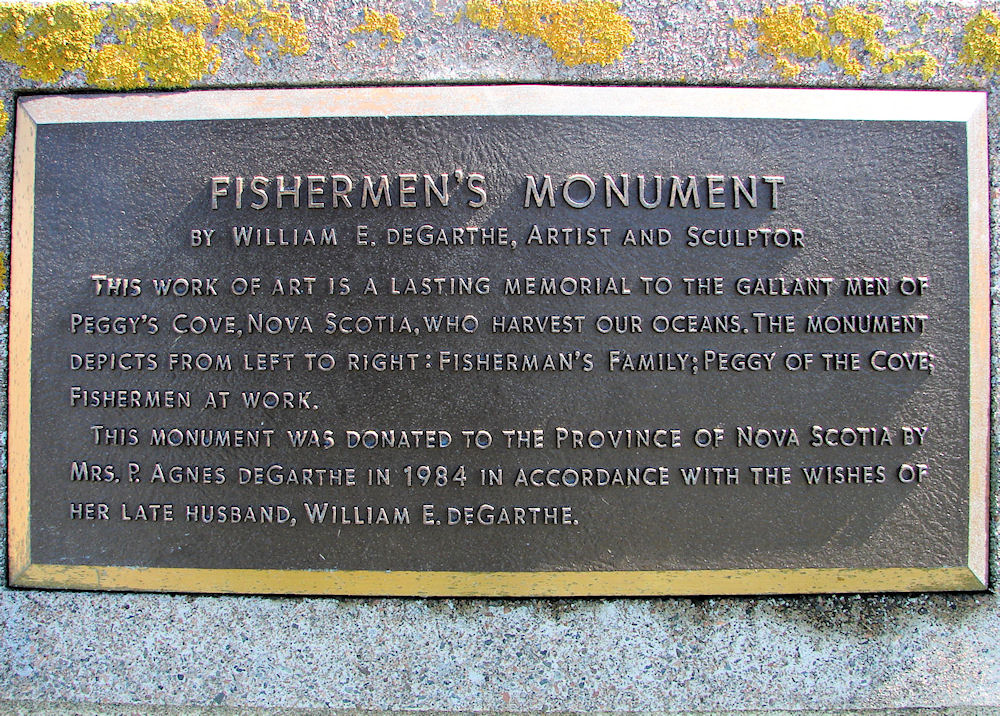 FISHERMEN'S MONUMENT
BY WILLIAM E. DEGARTHE, ARTIST AND SCULPTOR
THIS WORK OF ART IS A LASTING MEMORIAL TO THE GALLANT MEN OF
PEGGY'S COVE, NOVA SCOTIA, WHO HARVEST OUR OCEANS. THE MONUMENT
DEPICTS FROM LEFT TO RIGHT: FISHERMAN'S FAMILY; PEGGY OF THE COVE;
FISHERMEN AT WORK.
THIS MONUMENT WAS DONATED TO THE PROVINCE OF NOVA SCOTIA BY
MRS. P. AGNES DEGARTHE IN 1984 IN ACCORDANCE WITH THE WISHES OF
HER LATE HUSBAND, WILLIAM E. DEGARTHE.